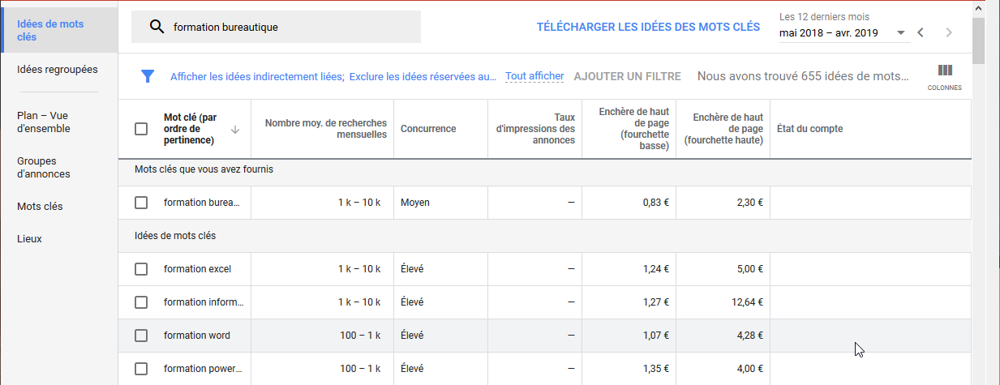 Idées de mots
clés
Idées regroupées
Plan – Vue
d'ensemble
Groupes
d'annonces
Mots clés
Lieux
formation bureautique
TÉLÉCHARGER LES IDÉES DES MOTS CLÉS
Les 12 derniers mois
mai 2018 – avr. 2019
Afficher les idées indirectement liées; Exclure les idées réservées au... Tout afficher AJOUTER UN FILTRE Nous avons trouvé 655 idées de mots...
COLONNES
Mot clé (par
ordre de
pertinence)
Nombre moy. de recherches
mensuelles
Concurrence
Taux
d'impressions des
annonces
Enchère de haut
de page
(fourchette
basse)
Enchère de haut
de page
(fourchette haute)
État du compte
Mots clés que vous avez fournis
formation burea... 1 k – 10 k Moyen – 0,83 € 2,30 €
Idées de mots clés
formation excel 1 k – 10 k Élevé – 1,24 € 5,00 €
formation inform... 1 k – 10 k Élevé – 1,27 € 12,64 €
formation word 100 – 1 k Élevé – 1,07 € 4,28 €
formation power... 100 – 1 k Élevé – 1,35 € 4,00 €